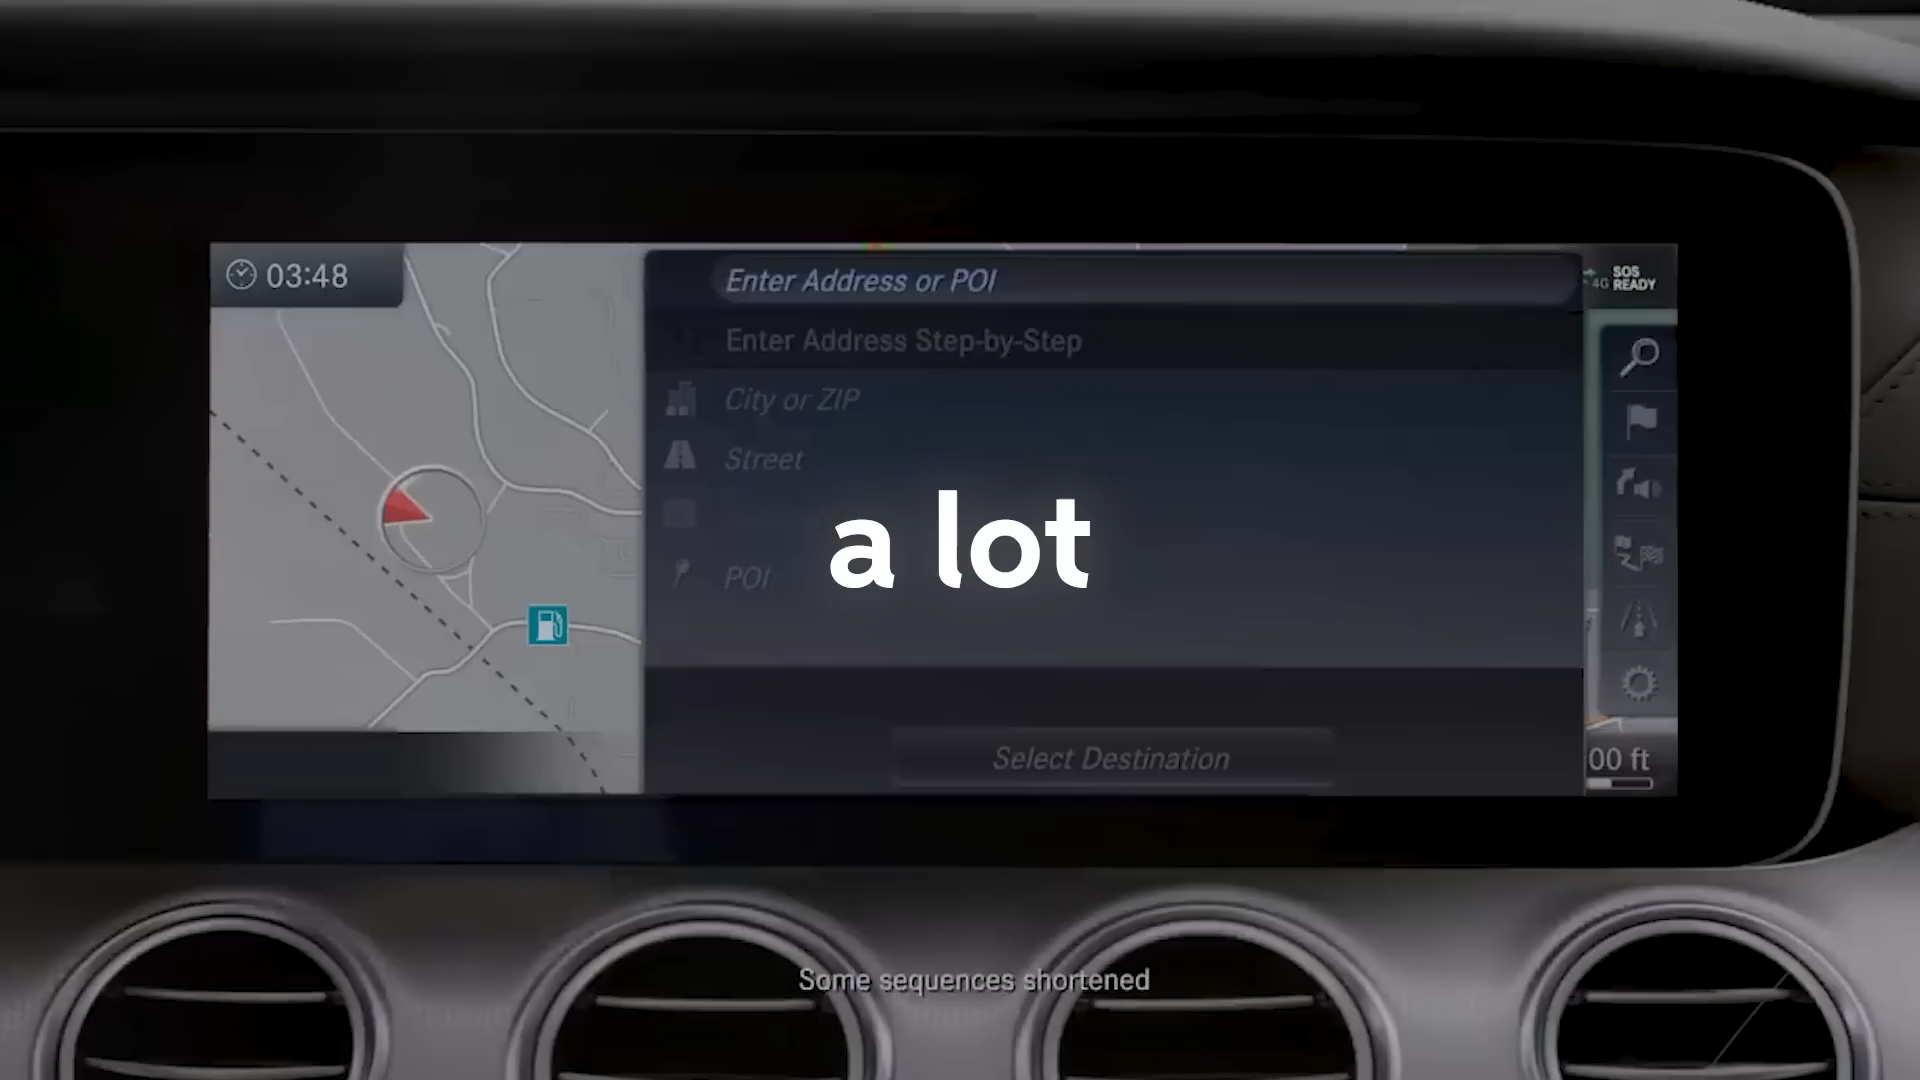 03:48
Enter Address or POI
4G SOS READY
Enter Address Step-by-Step
City or ZIP
Street
a lot
POI
Select Destination
00 ft
Some sequences shortened